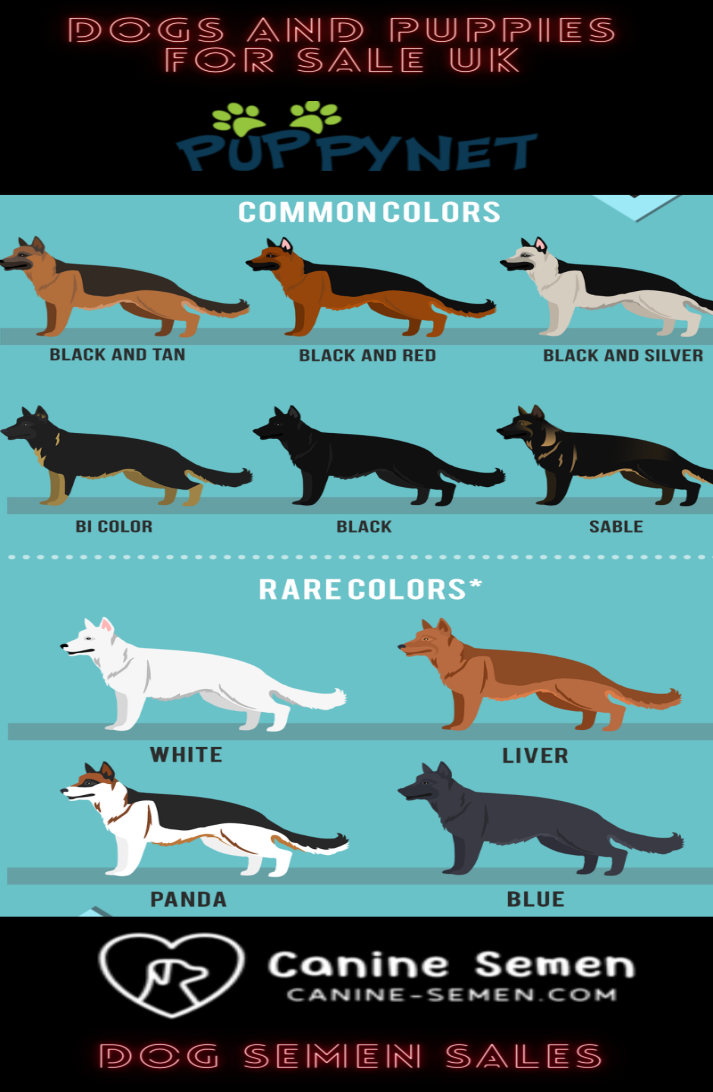 DOGS AND PUPPIES
FOR SALE UK
PUPPYNET
COMMON COLORS
BLACK AND TAN
BLACK AND RED
BLACK AND SILVER
BI COLOR
BLACK
SABLE
RARE COLORS*
WHITE
LIVER
PANDA
BLUE
Canine Semen
CANINE-SEMEN.COM
DOG SEMEN SALES